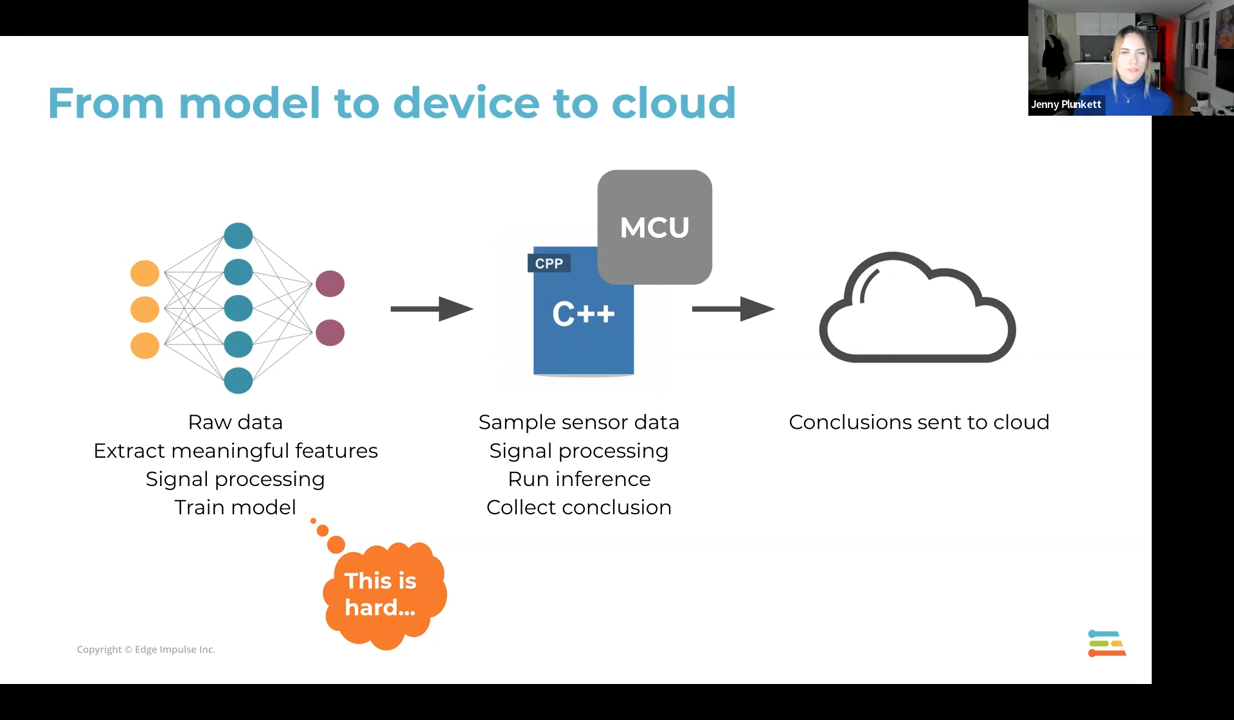 Jenny Plunkett
From model to device to cloud
MCU
CPP
C++
Raw data
Extract meaningful features
Signal processing
Train model
This is
hard...
Sample sensor data
Signal processing
Run inference
Collect conclusion
Conclusions sent to cloud
Copyright © Edge Impulse Inc.